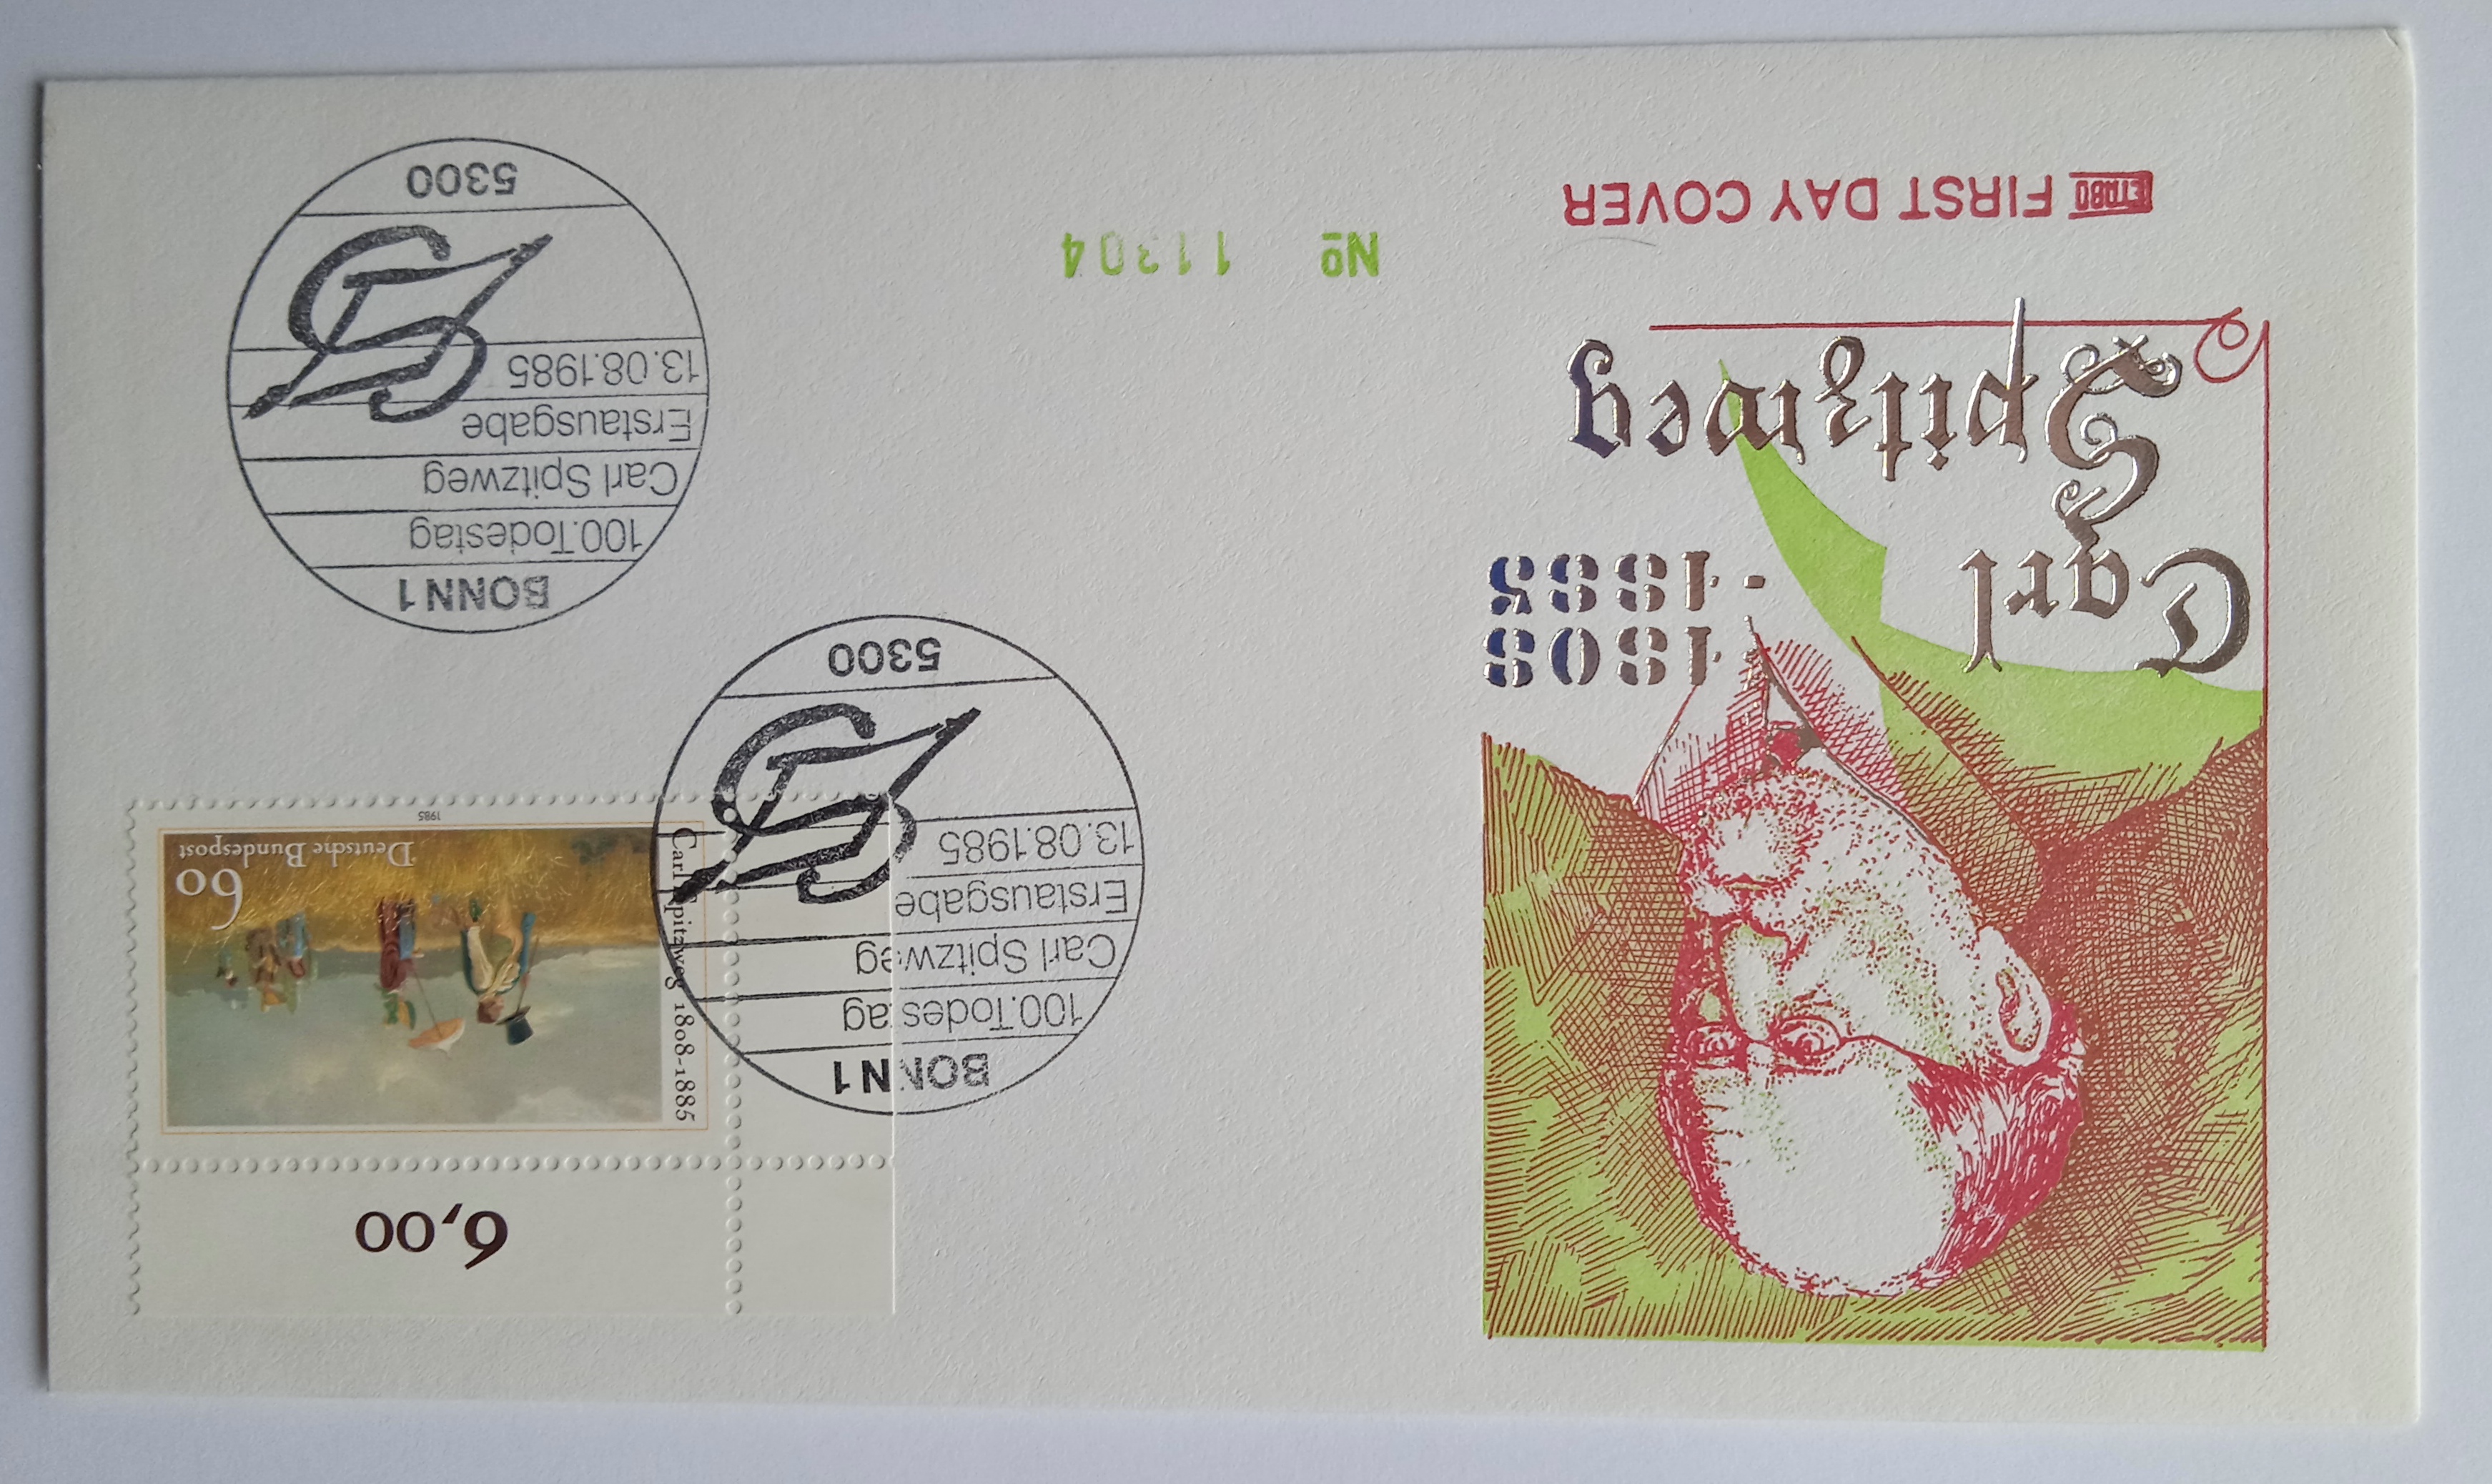 6,00
Carl Spitzweg 1808-1885
60
Deutsche Bundespost
1985
BONN 1
100.Todestag
Carl Spitzweg
Erstausgabe
13.08.1985
5300
BONN 1
100.Todestag
Carl Spitzweg
Erstausgabe
13.08.1985
5300
1808
-1885
Carl
Spitzweg
№ 11304
ETABO FIRST DAY COVER